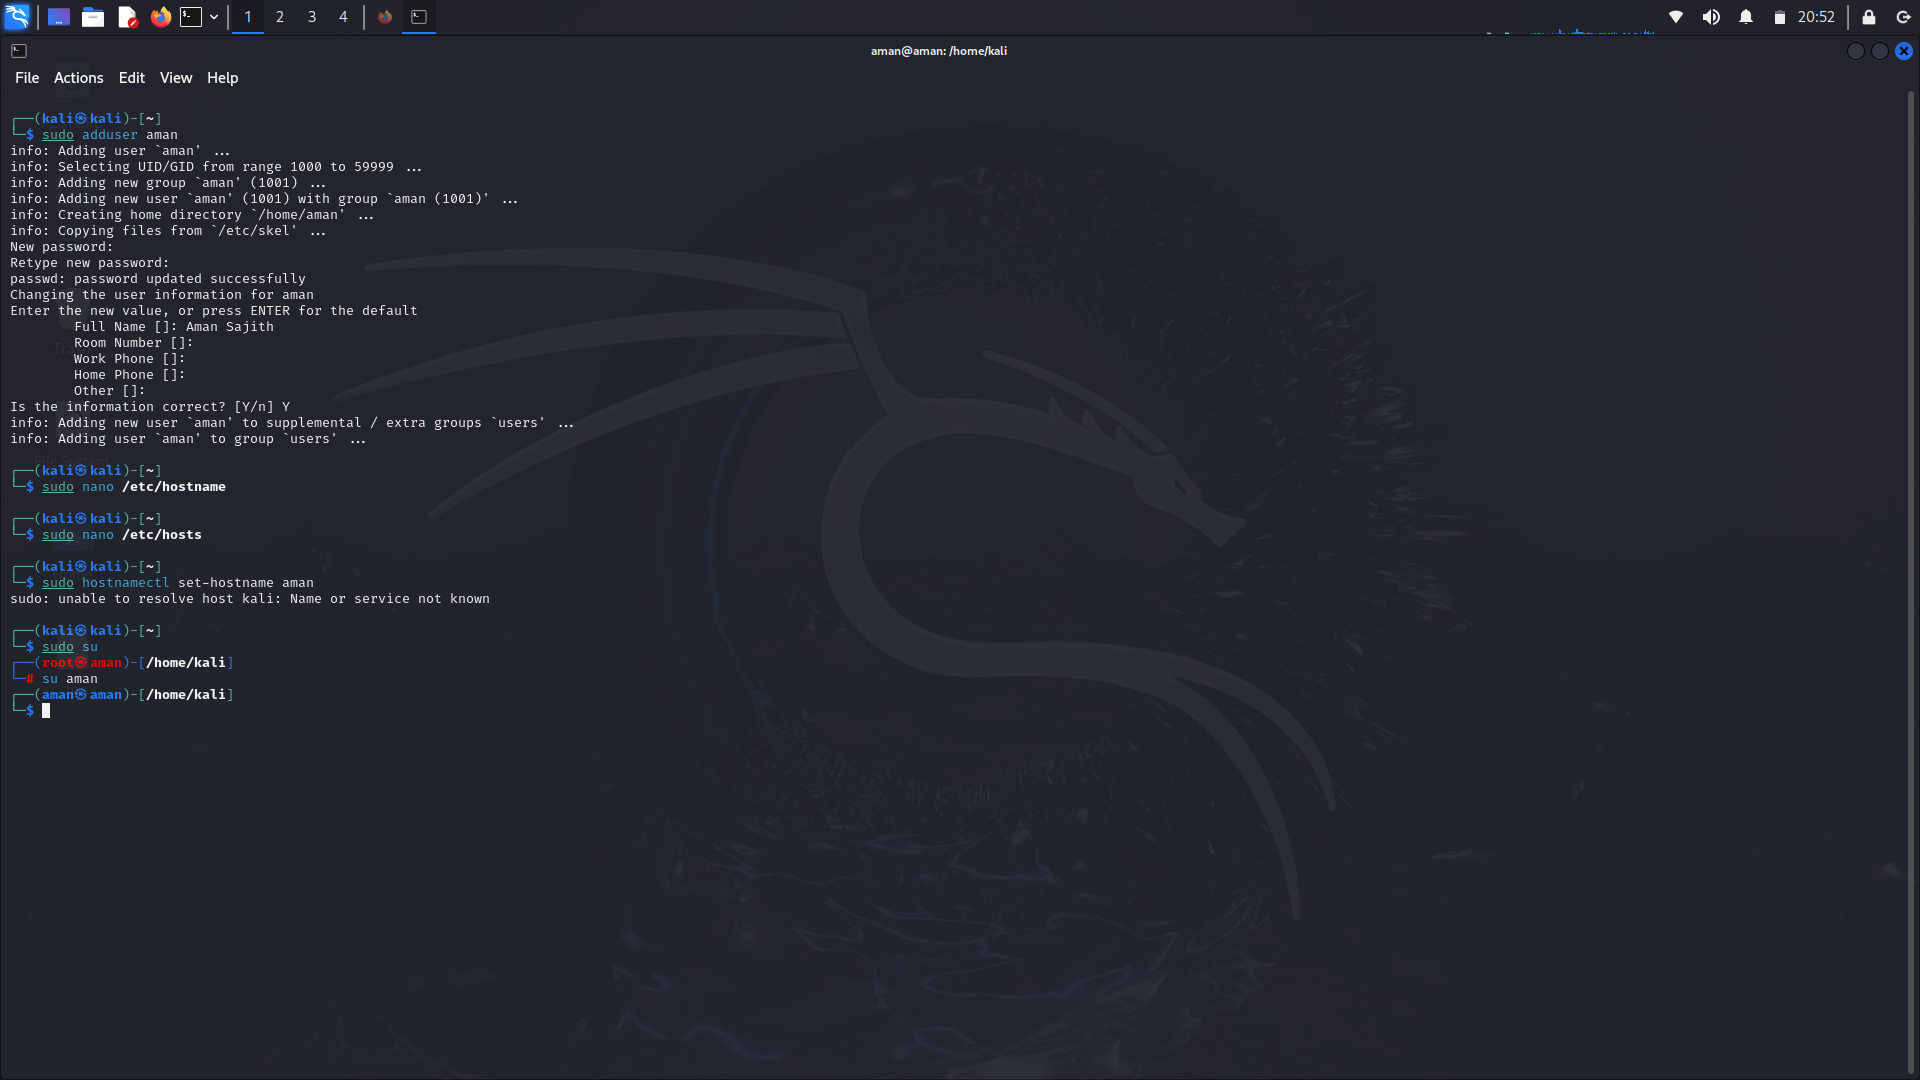 1 2 3 4
20:52
aman@aman: /home/kali
File Actions Edit View Help
┌──(kali㉿kali)-[~]
└─$ sudo adduser aman
info: Adding user `aman' ...
info: Selecting UID/GID from range 1000 to 59999 ...
info: Adding new group `aman' (1001) ...
info: Adding new user `aman' (1001) with group `aman (1001)' ...
info: Creating home directory `/home/aman' ...
info: Copying files from `/etc/skel' ...
New password:
Retype new password:
passwd: password updated successfully
Changing the user information for aman
Enter the new value, or press ENTER for the default
Full Name []: Aman Sajith
Room Number []:
Work Phone []:
Home Phone []:
Other []:
Is the information correct? [Y/n] Y
info: Adding new user `aman' to supplemental / extra groups `users' ...
info: Adding user `aman' to group `users' ...
┌──(kali㉿kali)-[~]
└─$ sudo nano /etc/hostname
┌──(kali㉿kali)-[~]
└─$ sudo nano /etc/hosts
┌──(kali㉿kali)-[~]
└─$ sudo hostnamectl set-hostname aman
sudo: unable to resolve host kali: Name or service not known
┌──(kali㉿kali)-[~]
└─$ sudo su
┌──(root㉿aman)-[/home/kali]
└─# su aman
┌──(aman㉿aman)-[/home/kali]
└─$